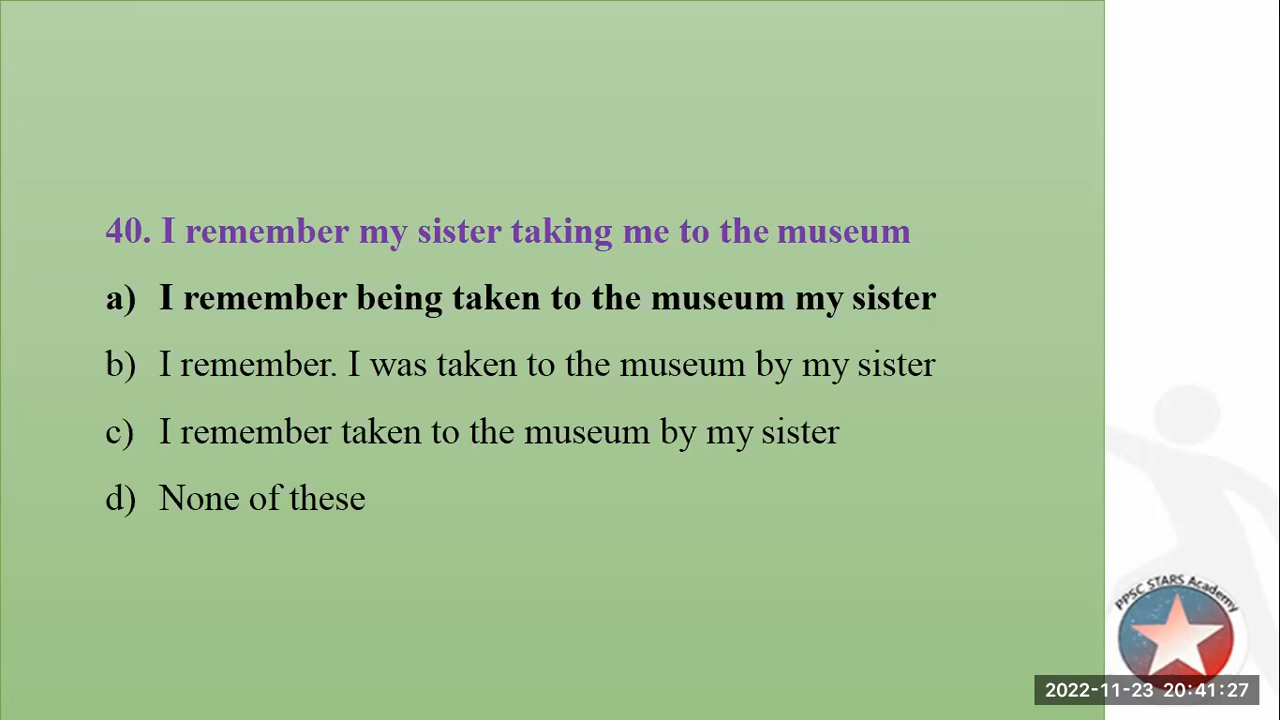 40. I remember my sister taking me to the museum
a) I remember being taken to the museum my sister
b) I remember. I was taken to the museum by my sister
c) I remember taken to the museum by my sister
d) None of these
PPSC STARS Academy
2022-11-23 20:41:27